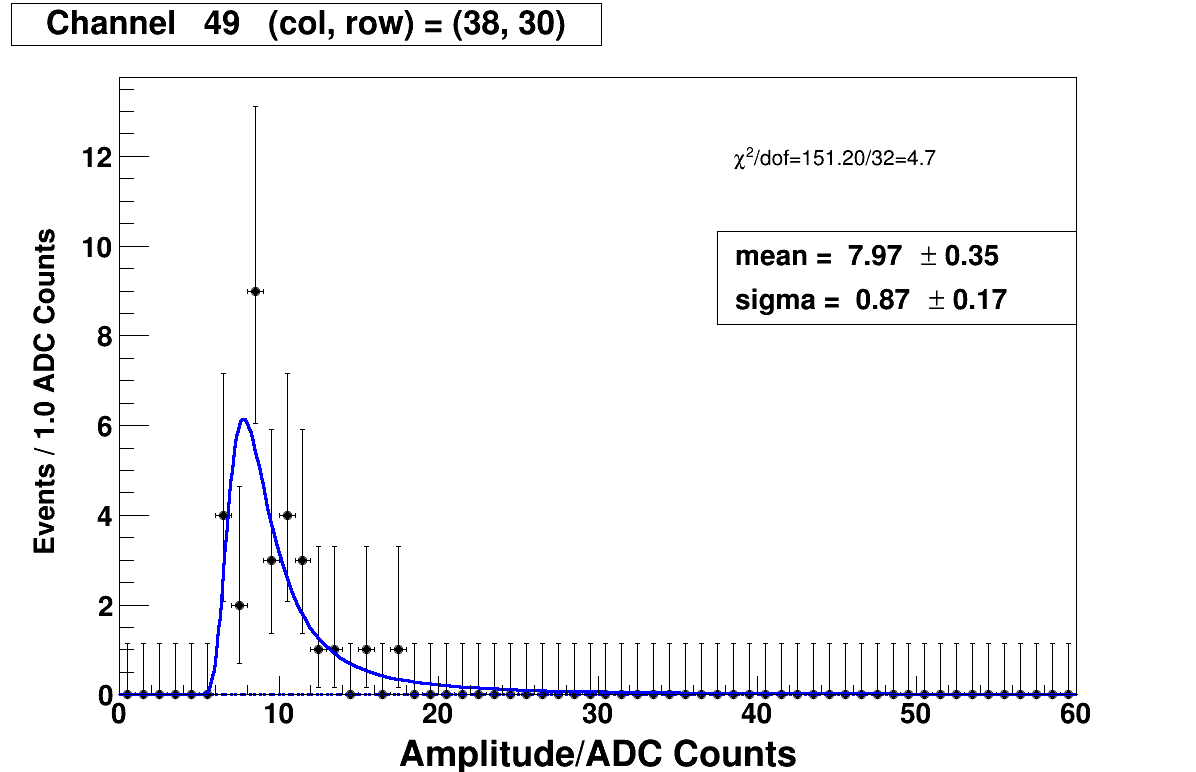 Channel 49 (col, row) = (38, 30)
χ²/dof=151.20/32=4.7
mean = 7.97 ± 0.35
sigma = 0.87 ± 0.17
Events / 1.0 ADC Counts
12
10
8
6
4
2
0
0 10 20 30 40 50 60
Amplitude/ADC Counts